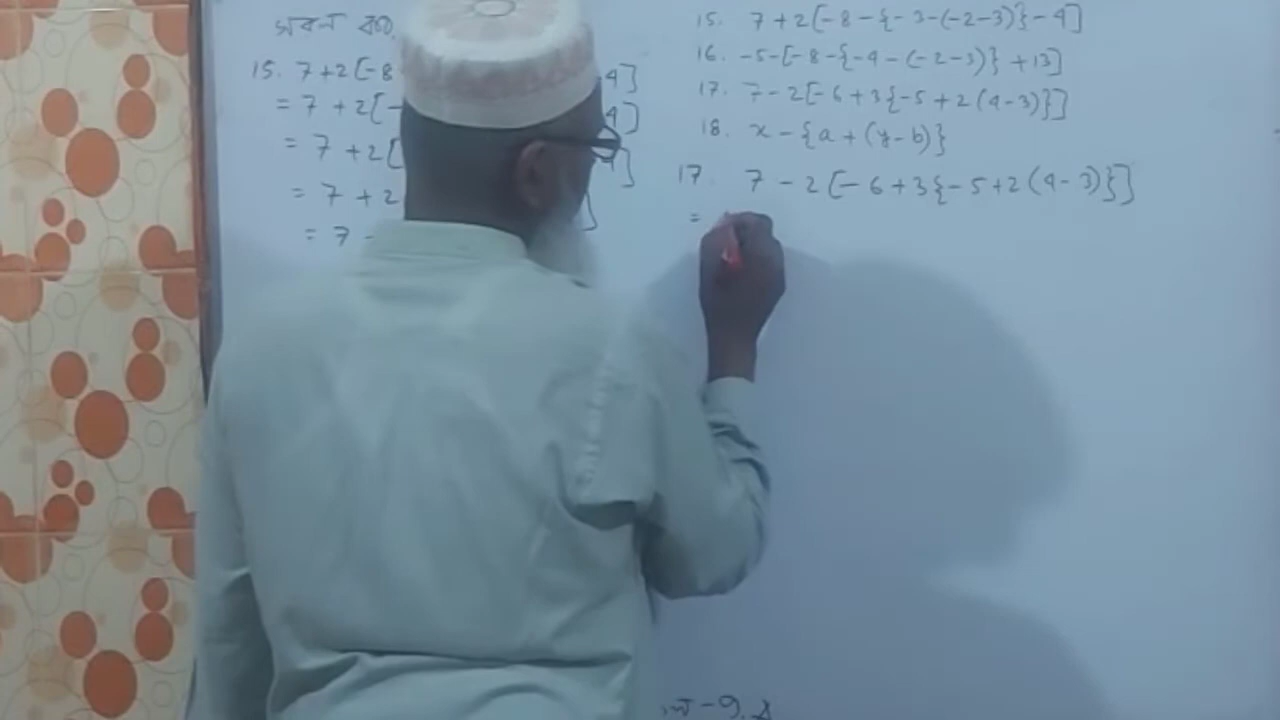 সরল কর
15. 7+2[-8 4]
= 7+2[- 4]
= 7+2[ ]
= 7+2 ]
= 7-
15. 7+2[-8-{-3-(-2-3)}-4]
16. -5-[-8-{-4-(-2-3)}+13]
17. 7-2[-6+3{-5+2(4-3)}]
18. x-{a+(y-b)}
17. 7-2[-6+3{-5+2(4-3)}]
=